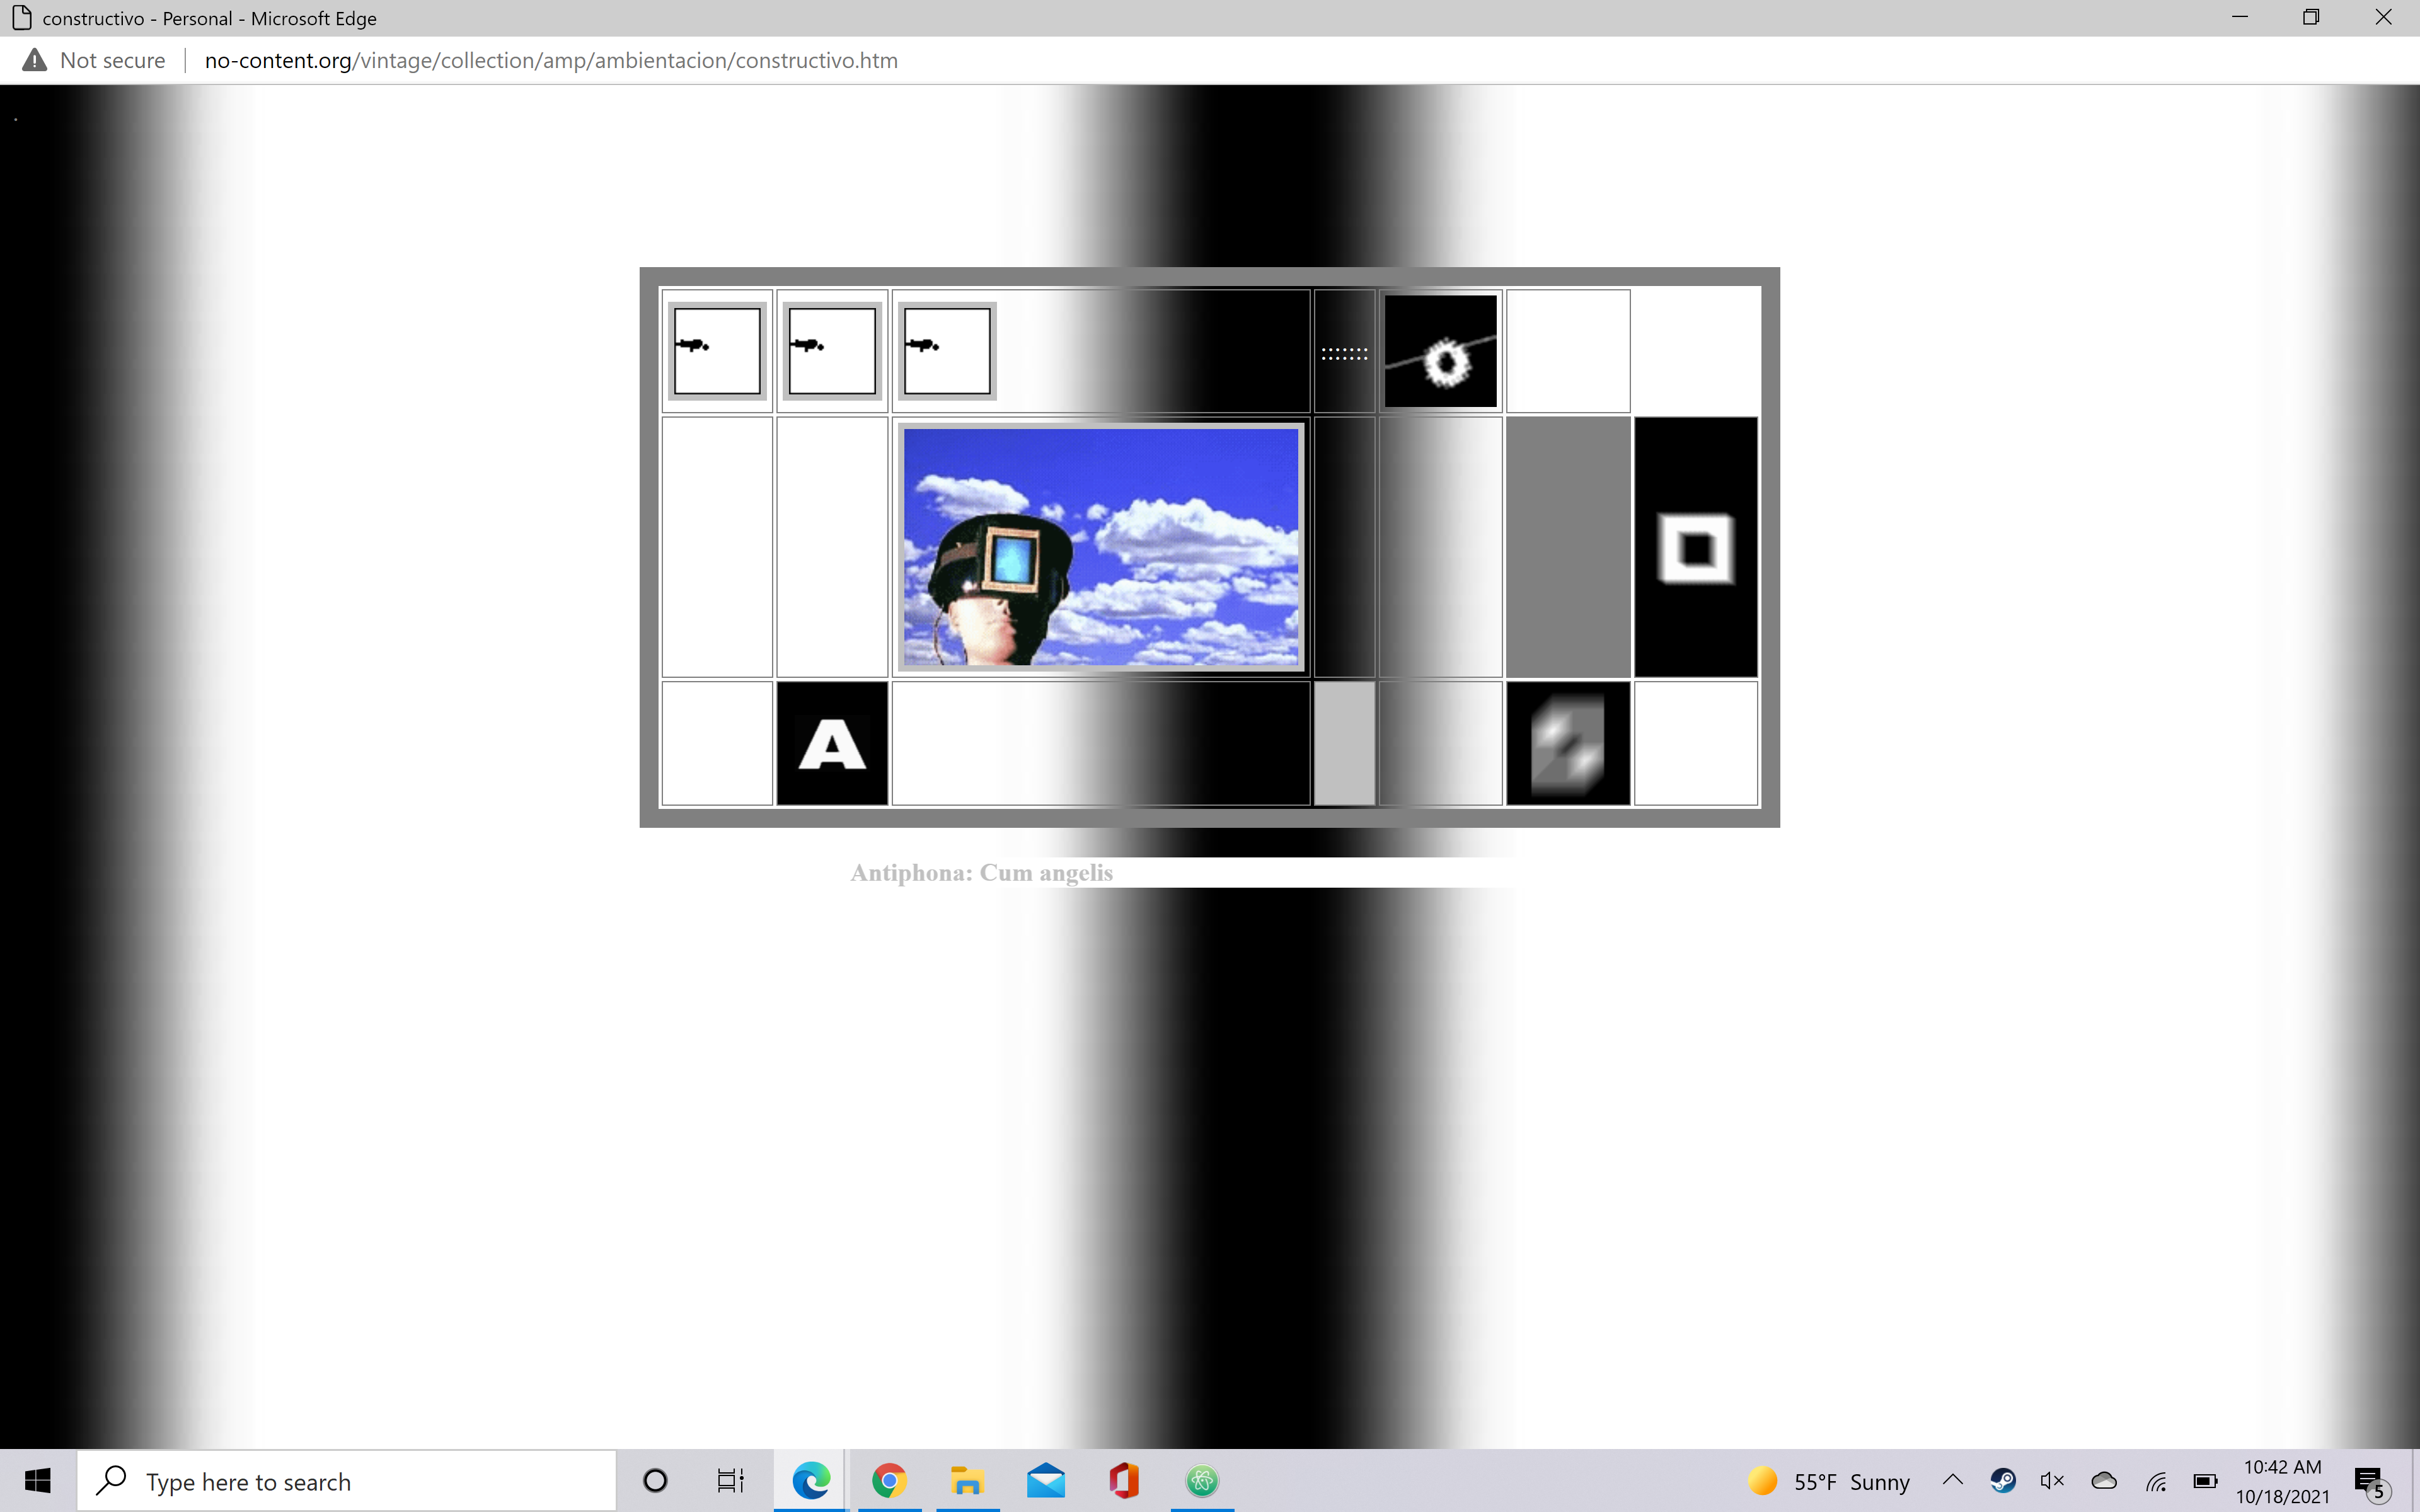 constructivo - Personal - Microsoft Edge
Not secure
no-content.org/vintage/collection/amp/ambientacion/constructivo.htm
A
Antiphona: Cum angelis
Type here to search
55°F Sunny
10:42 AM
10/18/2021
5